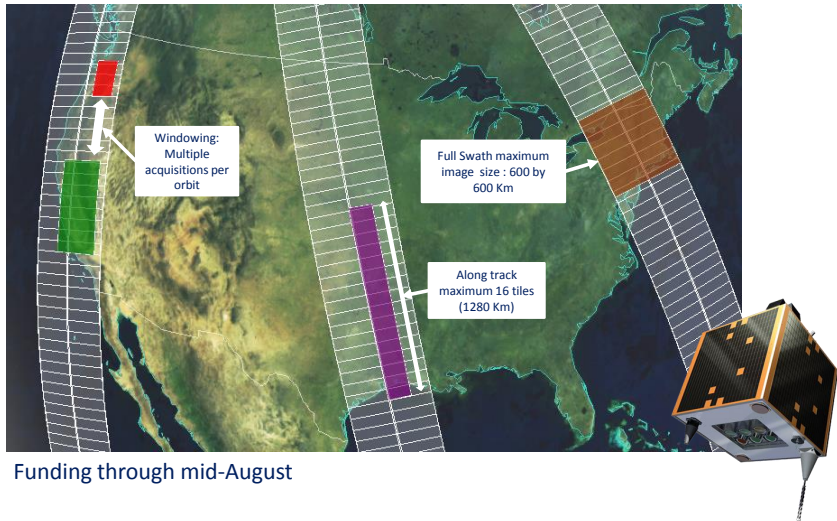 Windowing:
Multiple
acquisitions per
orbit
Full Swath maximum
image size : 600 by
600 Km
Along track
maximum 16 tiles
(1280 Km)
Funding through mid-August